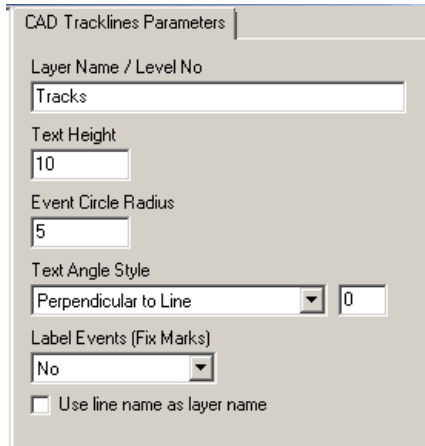 CAD Tracklines Parameters
Layer Name / Level No
Tracks
Text Height
10
Event Circle Radius
5
Text Angle Style
Perpendicular to Line 0
Label Events (Fix Marks)
No
Use line name as layer name